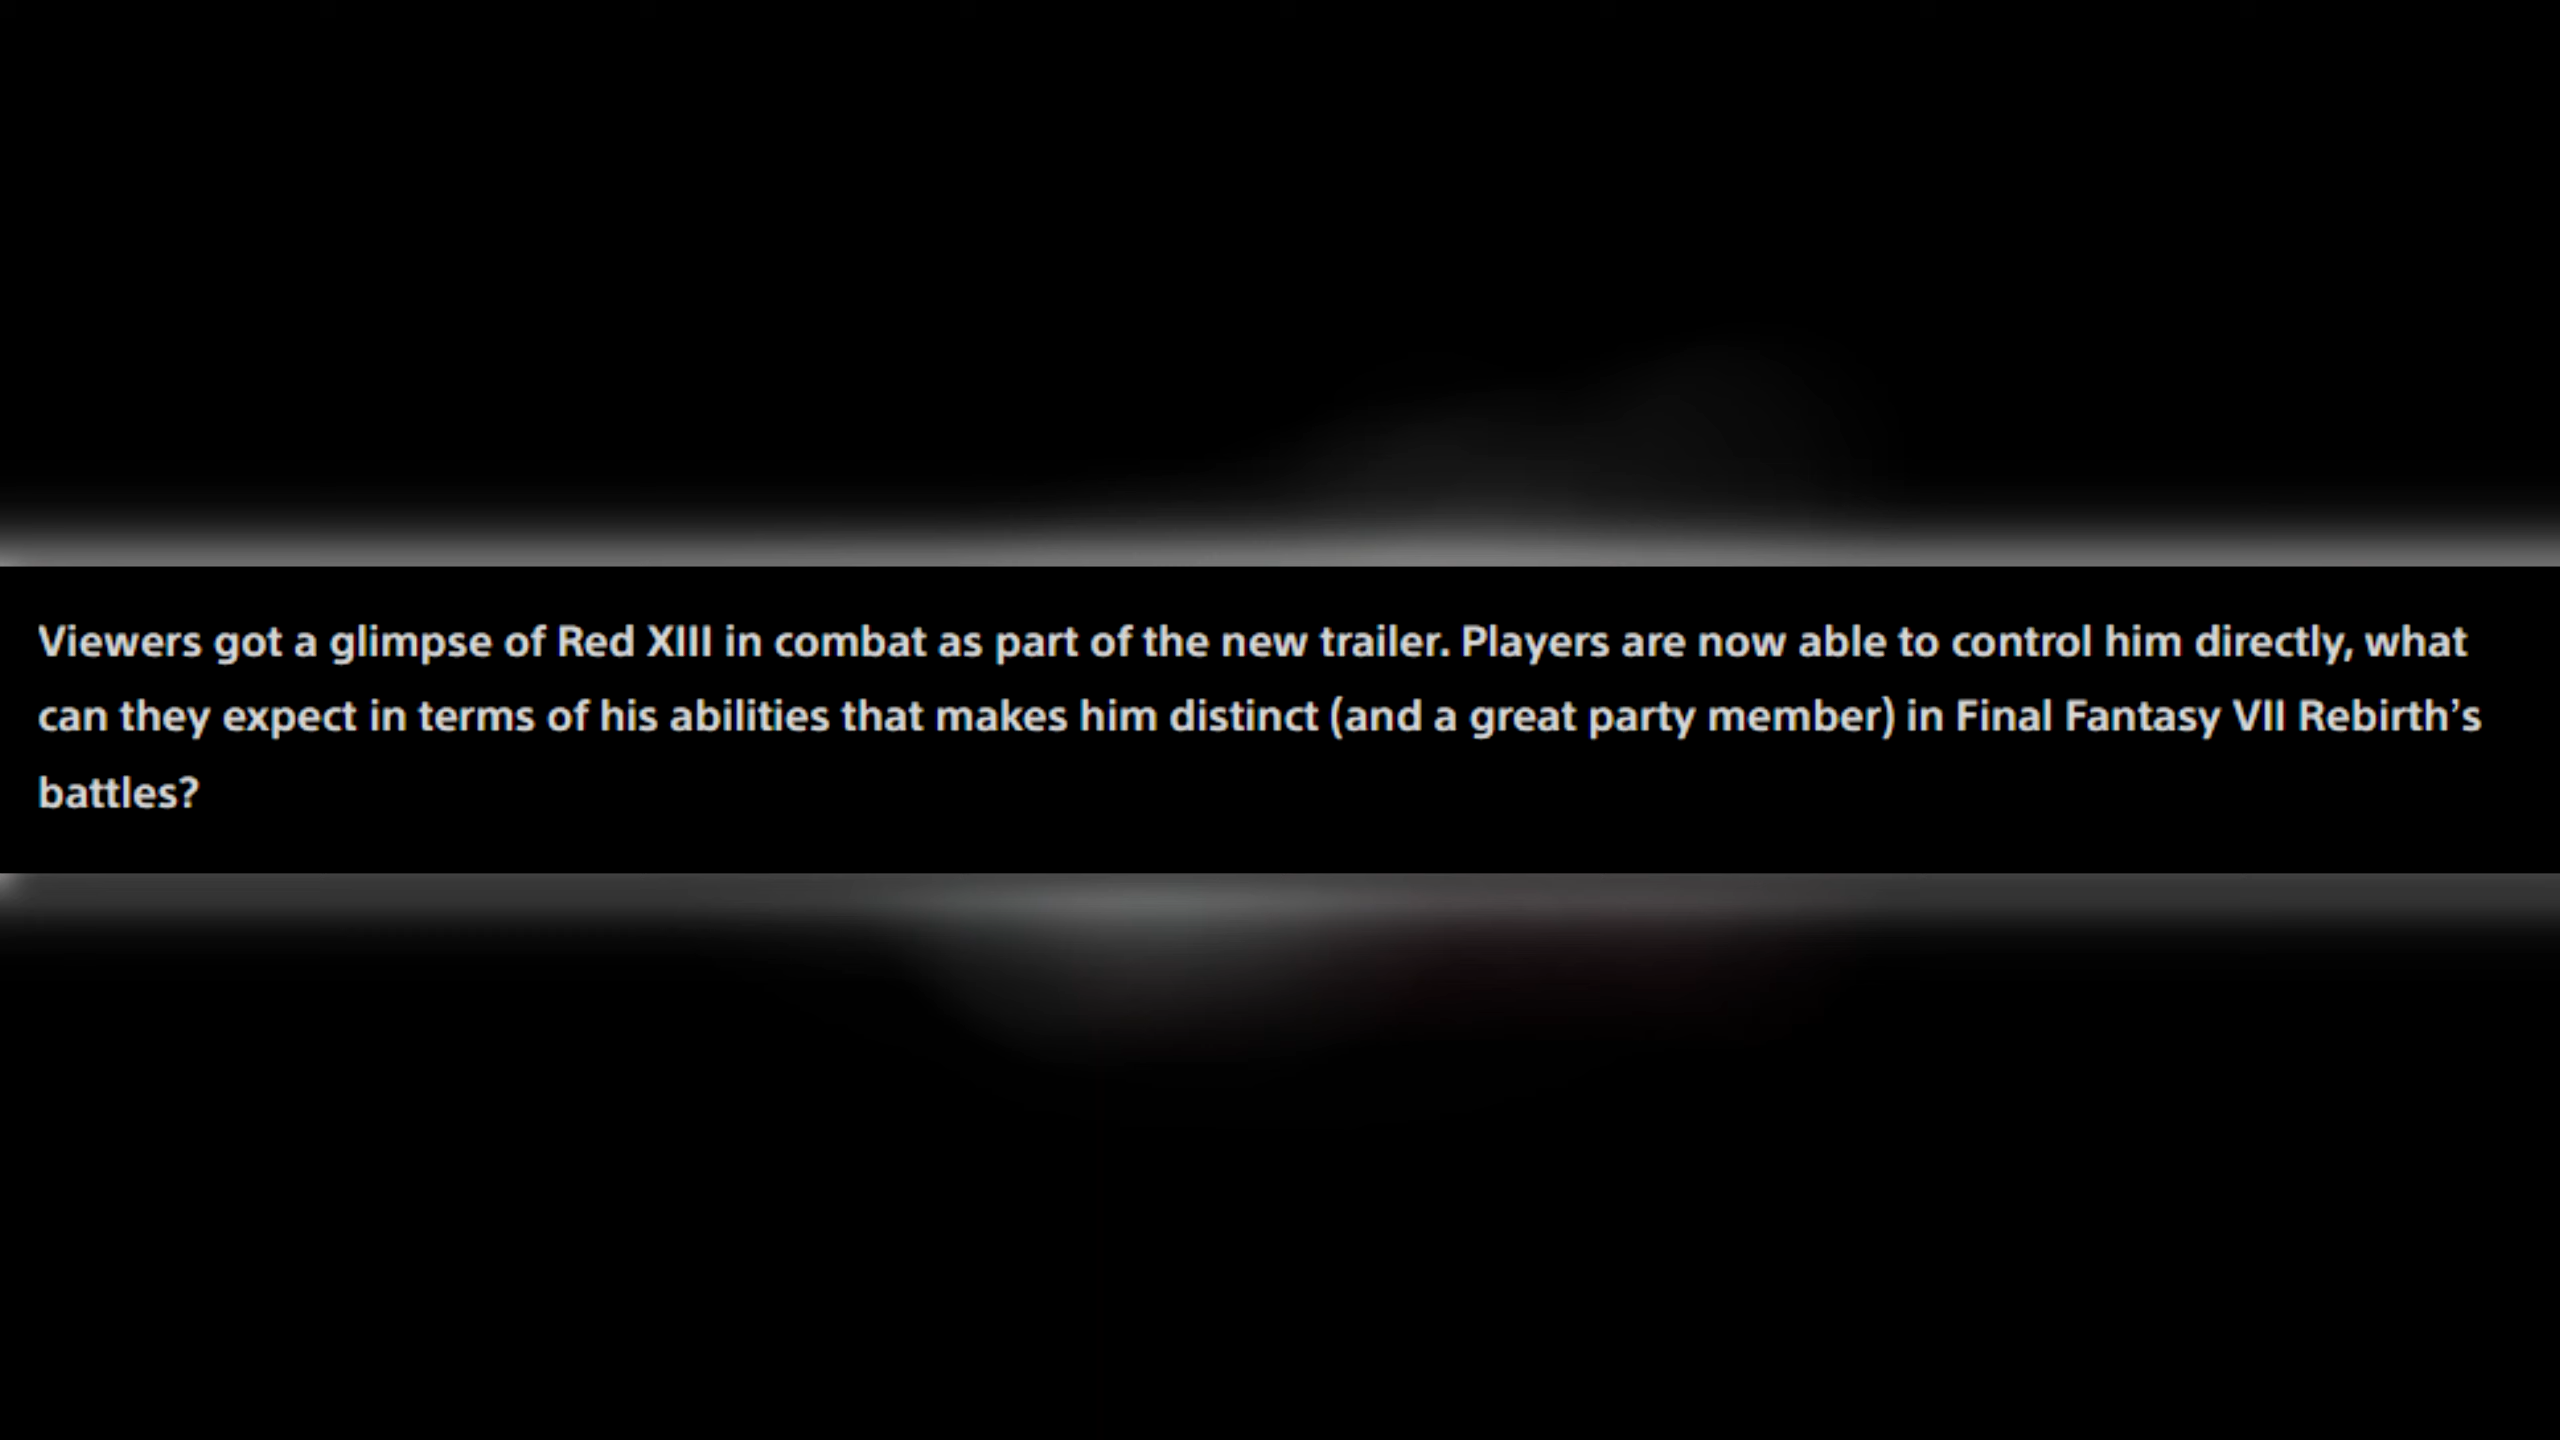 Viewers got a glimpse of Red XIII in combat as part of the new trailer. Players are now able to control him directly, what
can they expect in terms of his abilities that makes him distinct (and a great party member) in Final Fantasy VII Rebirth’s
battles?